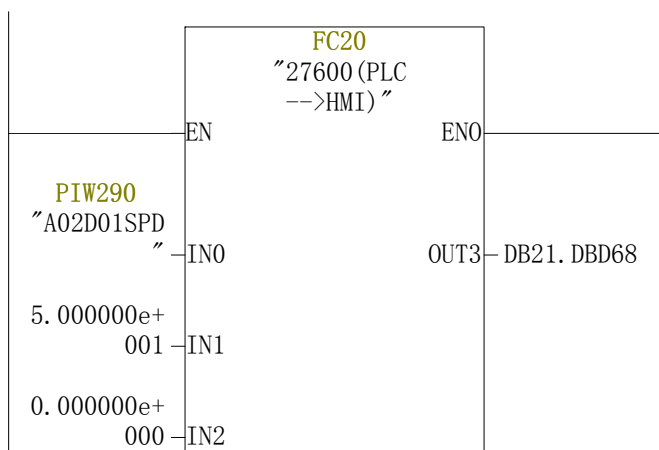 FC20
"27600(PLC
-->HMI)"
EN
ENO
PIW290
"A02D01SPD
"
IN0
OUT3
DB21.DBD68
5.000000e+
001
IN1
0.000000e+
000
IN2